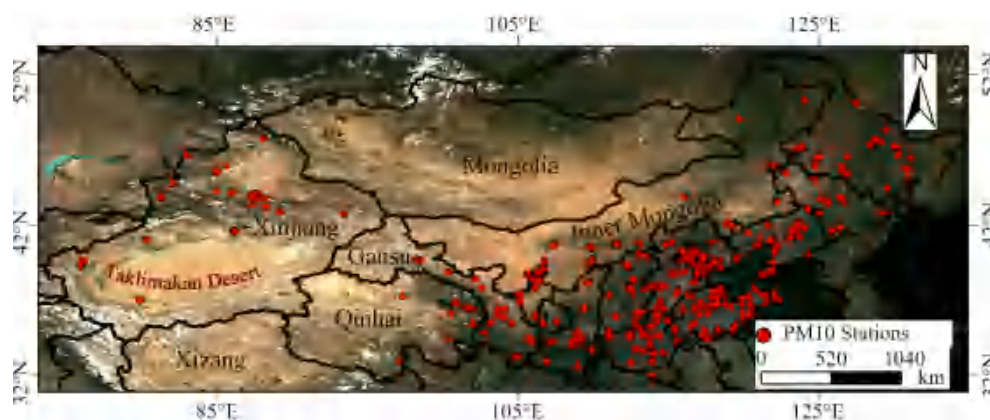 85°E 105°E 125°E
52°N 52°N
N
Mongolia
Inner Mongolia
42°N Xinjiang 42°N
Gansu
Taklimakan Desert
Qinhai
PM10 Stations
Xizang
0 520 1040
km
32°N 32°N
85°E 105°E 125°E